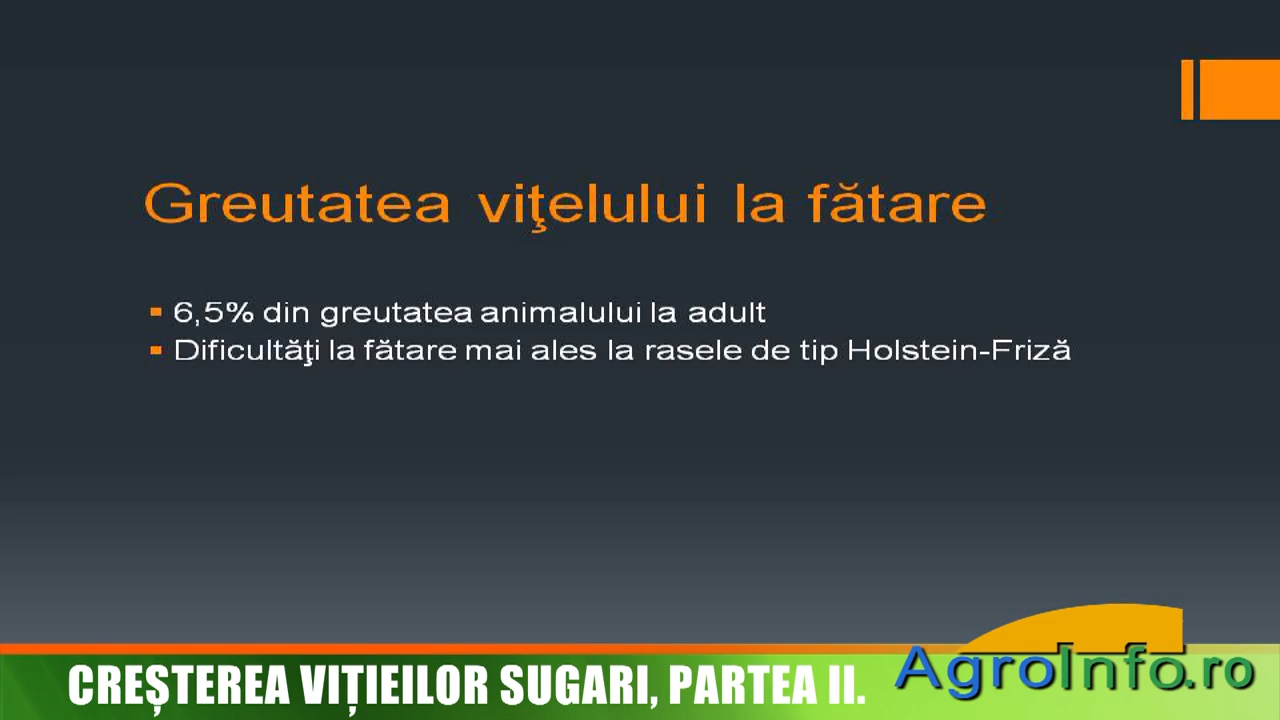 Greutatea viţelului la fătare
6,5% din greutatea animalului la adult
Dificultăţi la fătare mai ales la rasele de tip Holstein-Friză
CREȘTEREA VIȚIEILOR SUGARI, PARTEA II.
AgroInfo.ro